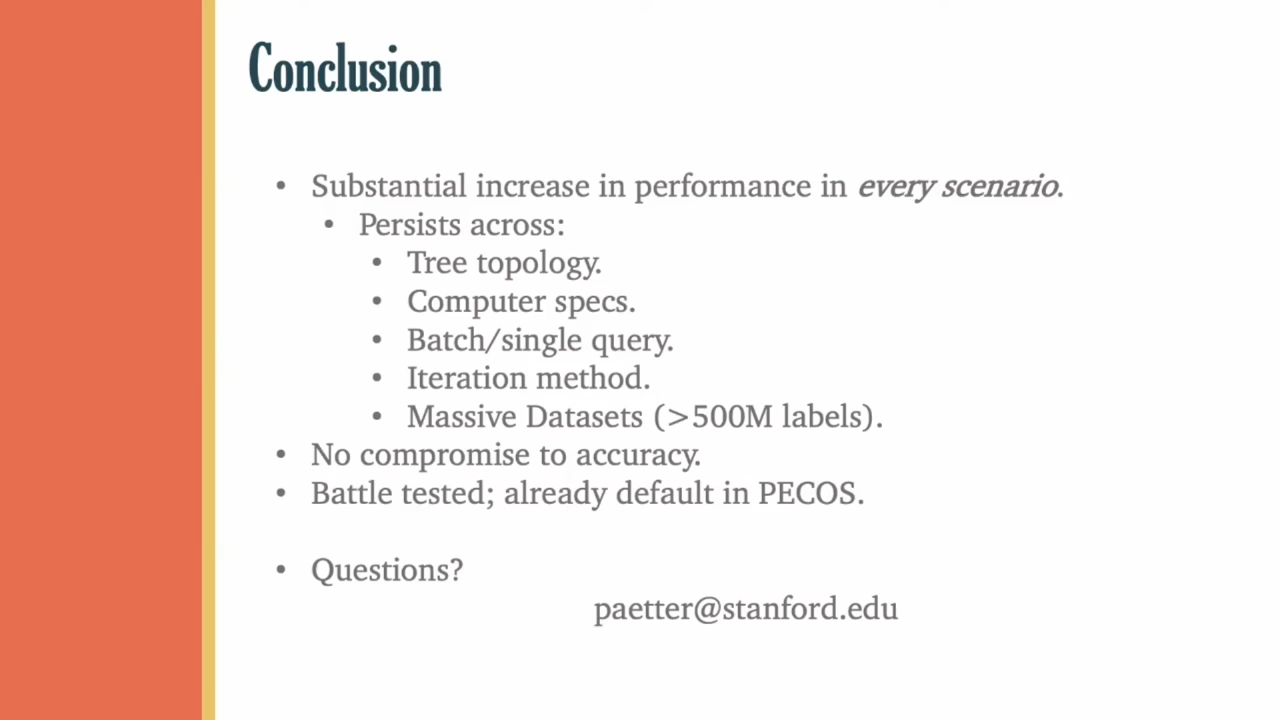 Conclusion
• Substantial increase in performance in every scenario.
• Persists across:
• Tree topology.
• Computer specs.
• Batch/single query.
• Iteration method.
• Massive Datasets (>500M labels).
• No compromise to accuracy.
• Battle tested; already default in PECOS.
• Questions?
paetter@stanford.edu